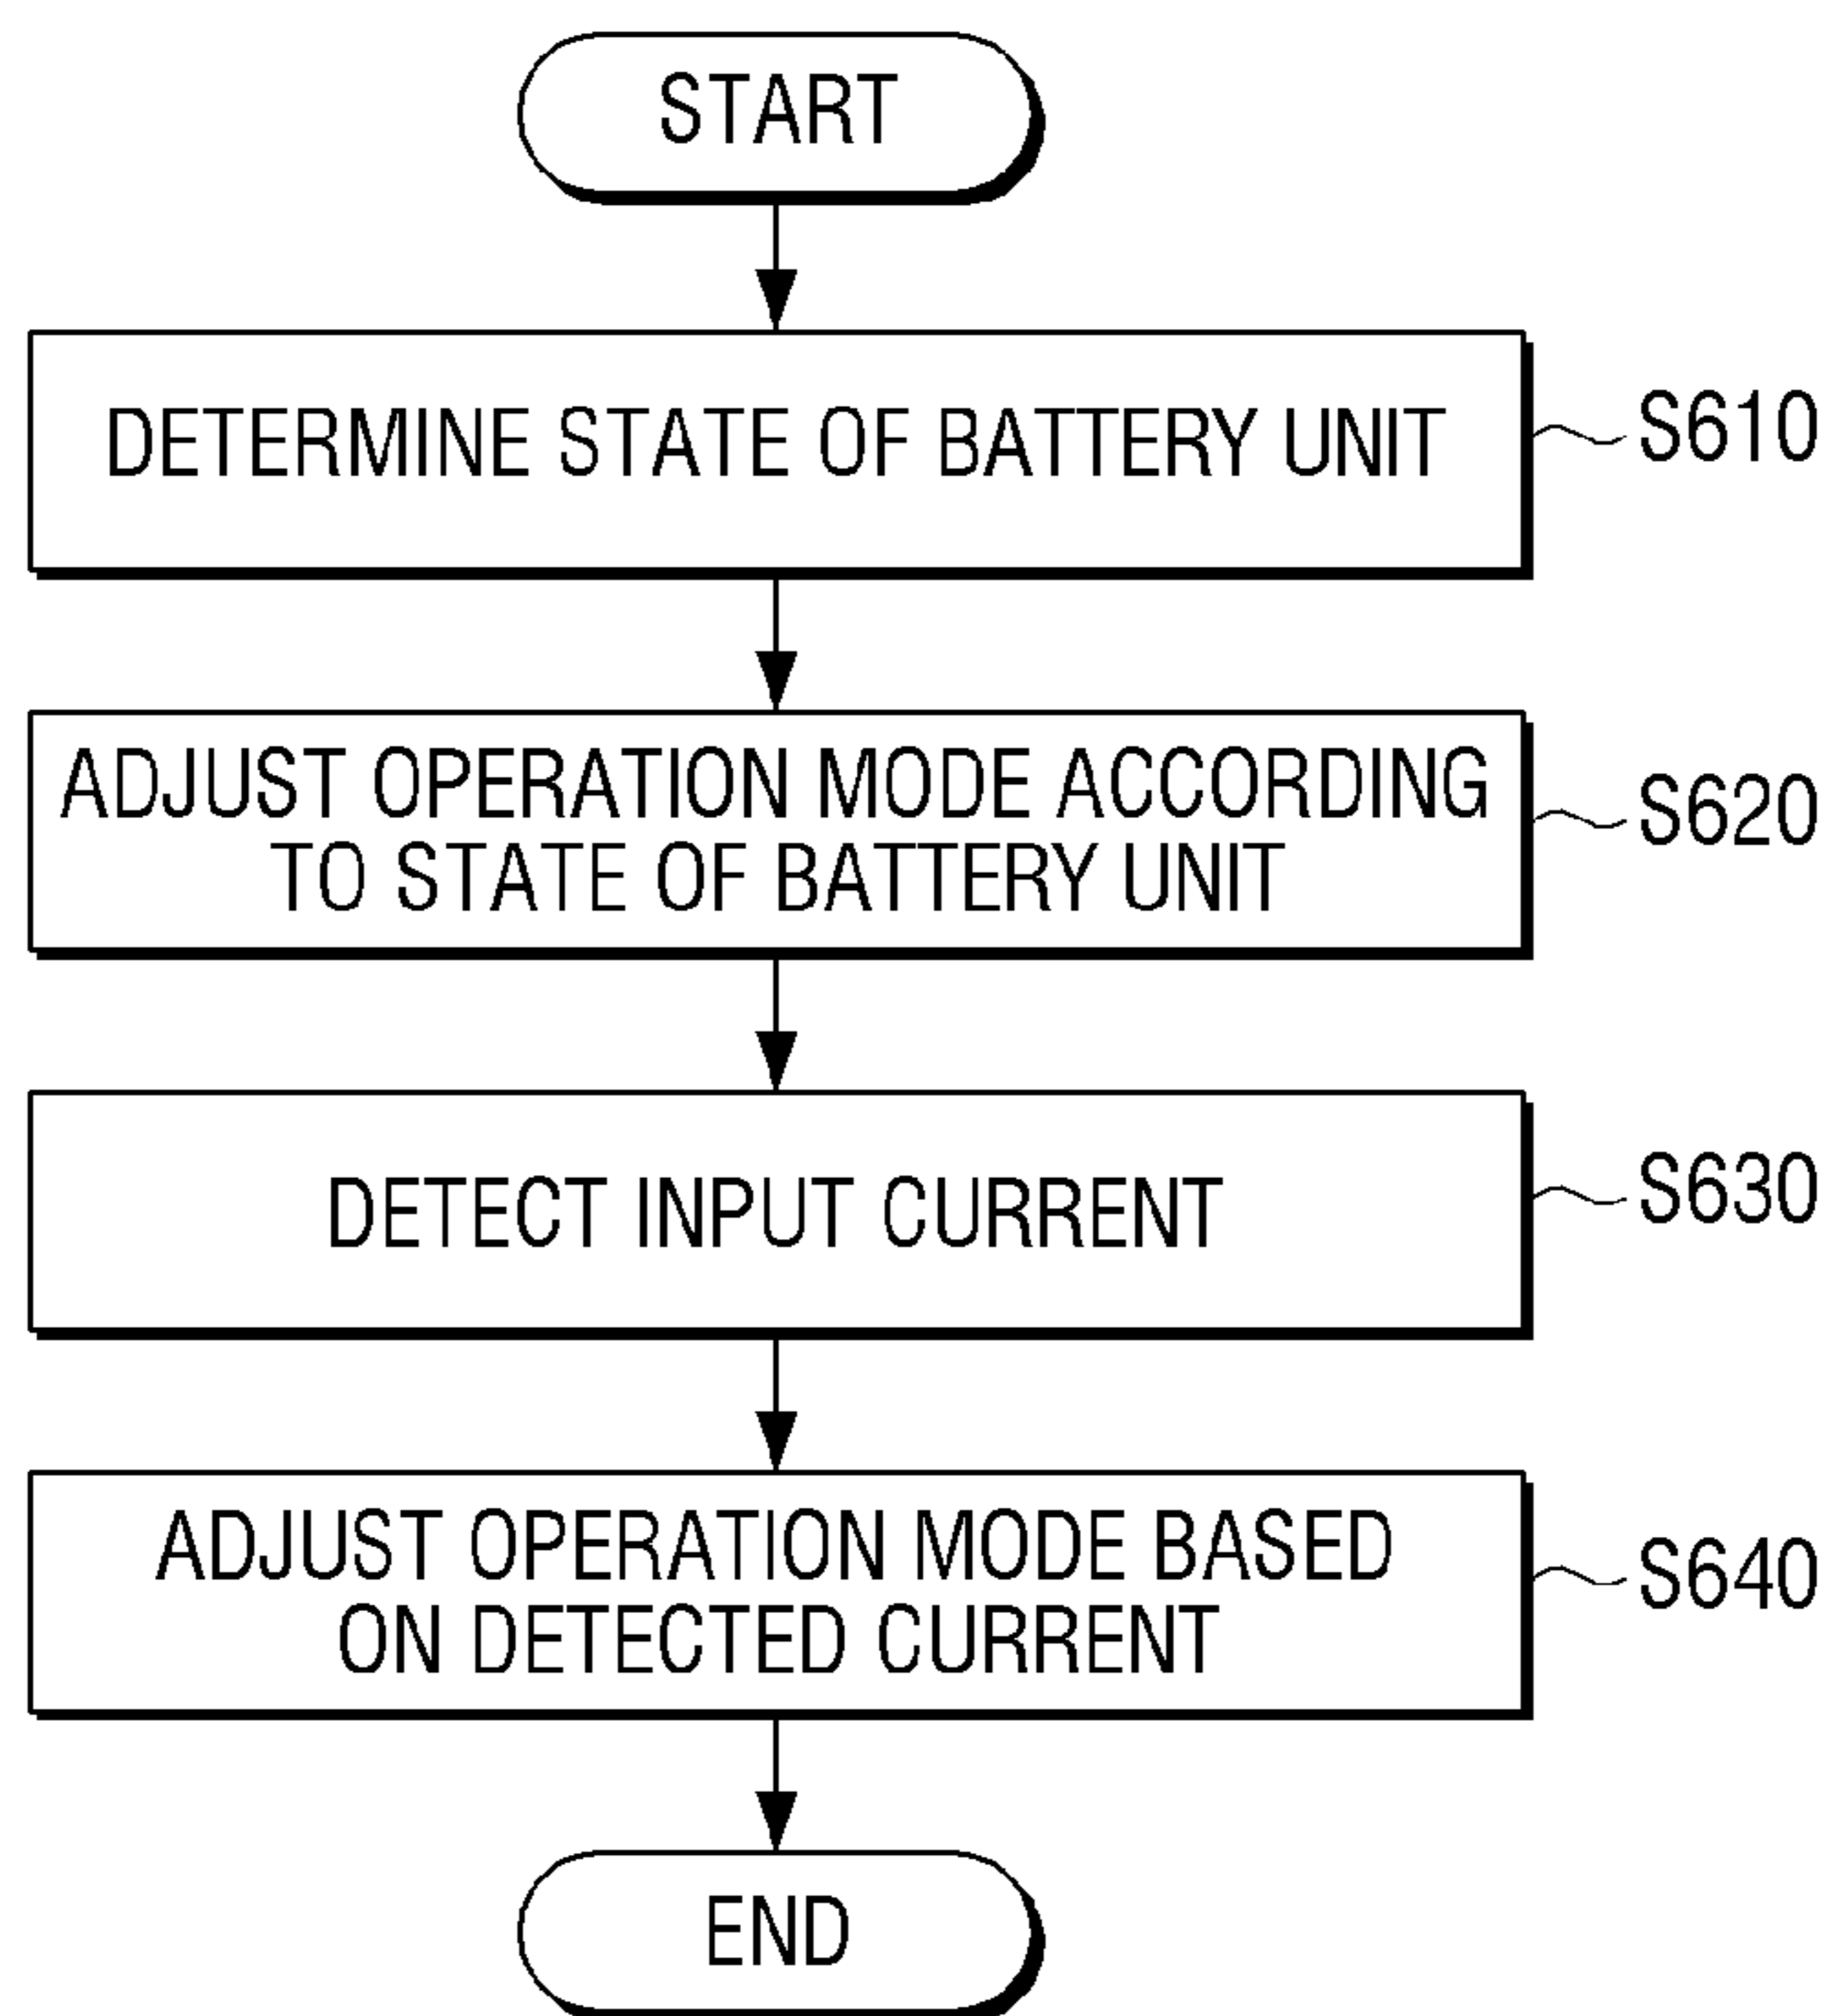 START
DETERMINE STATE OF BATTERY UNIT
S610
ADJUST OPERATION MODE ACCORDING
TO STATE OF BATTERY UNIT
S620
DETECT INPUT CURRENT
S630
ADJUST OPERATION MODE BASED
ON DETECTED CURRENT
S640
END